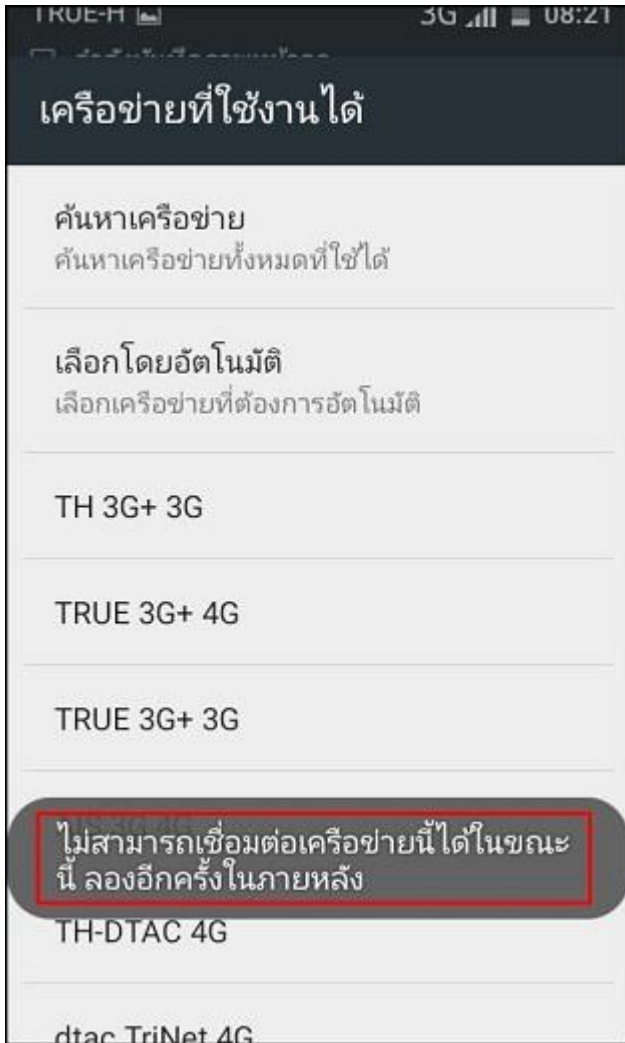 TRUE-H 3G 08:21
เครือข่ายที่ใช้งานได้
ค้นหาเครือข่าย
ค้นหาเครือข่ายทั้งหมดที่ใช้ได้
เลือกโดยอัตโนมัติ
เลือกเครือข่ายที่ต้องการอัตโนมัติ
TH 3G+ 3G
TRUE 3G+ 4G
TRUE 3G+ 3G
ไม่สามารถเชื่อมต่อเครือข่ายนี้ได้ในขณะ
นี้ ลองอีกครั้งในภายหลัง
TH-DTAC 4G
dtac TriNet 4G